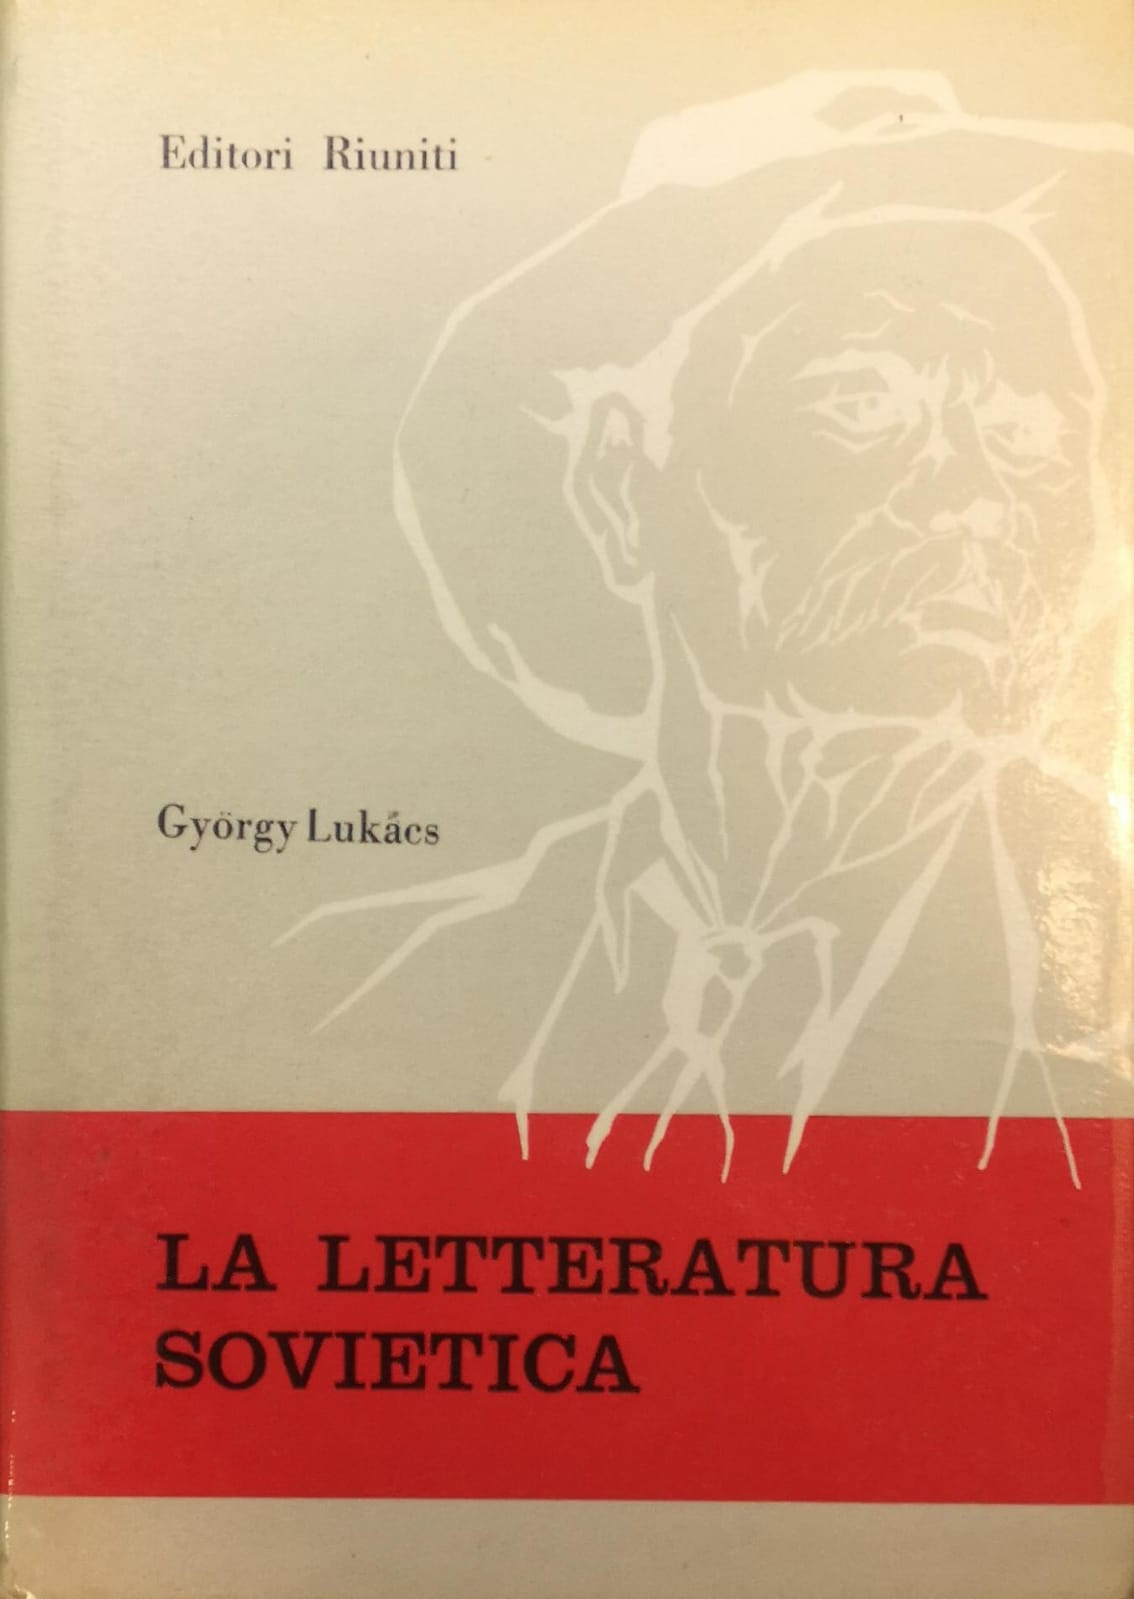 Editori Riuniti
György Lukács
LA LETTERATURA
SOVIETICA